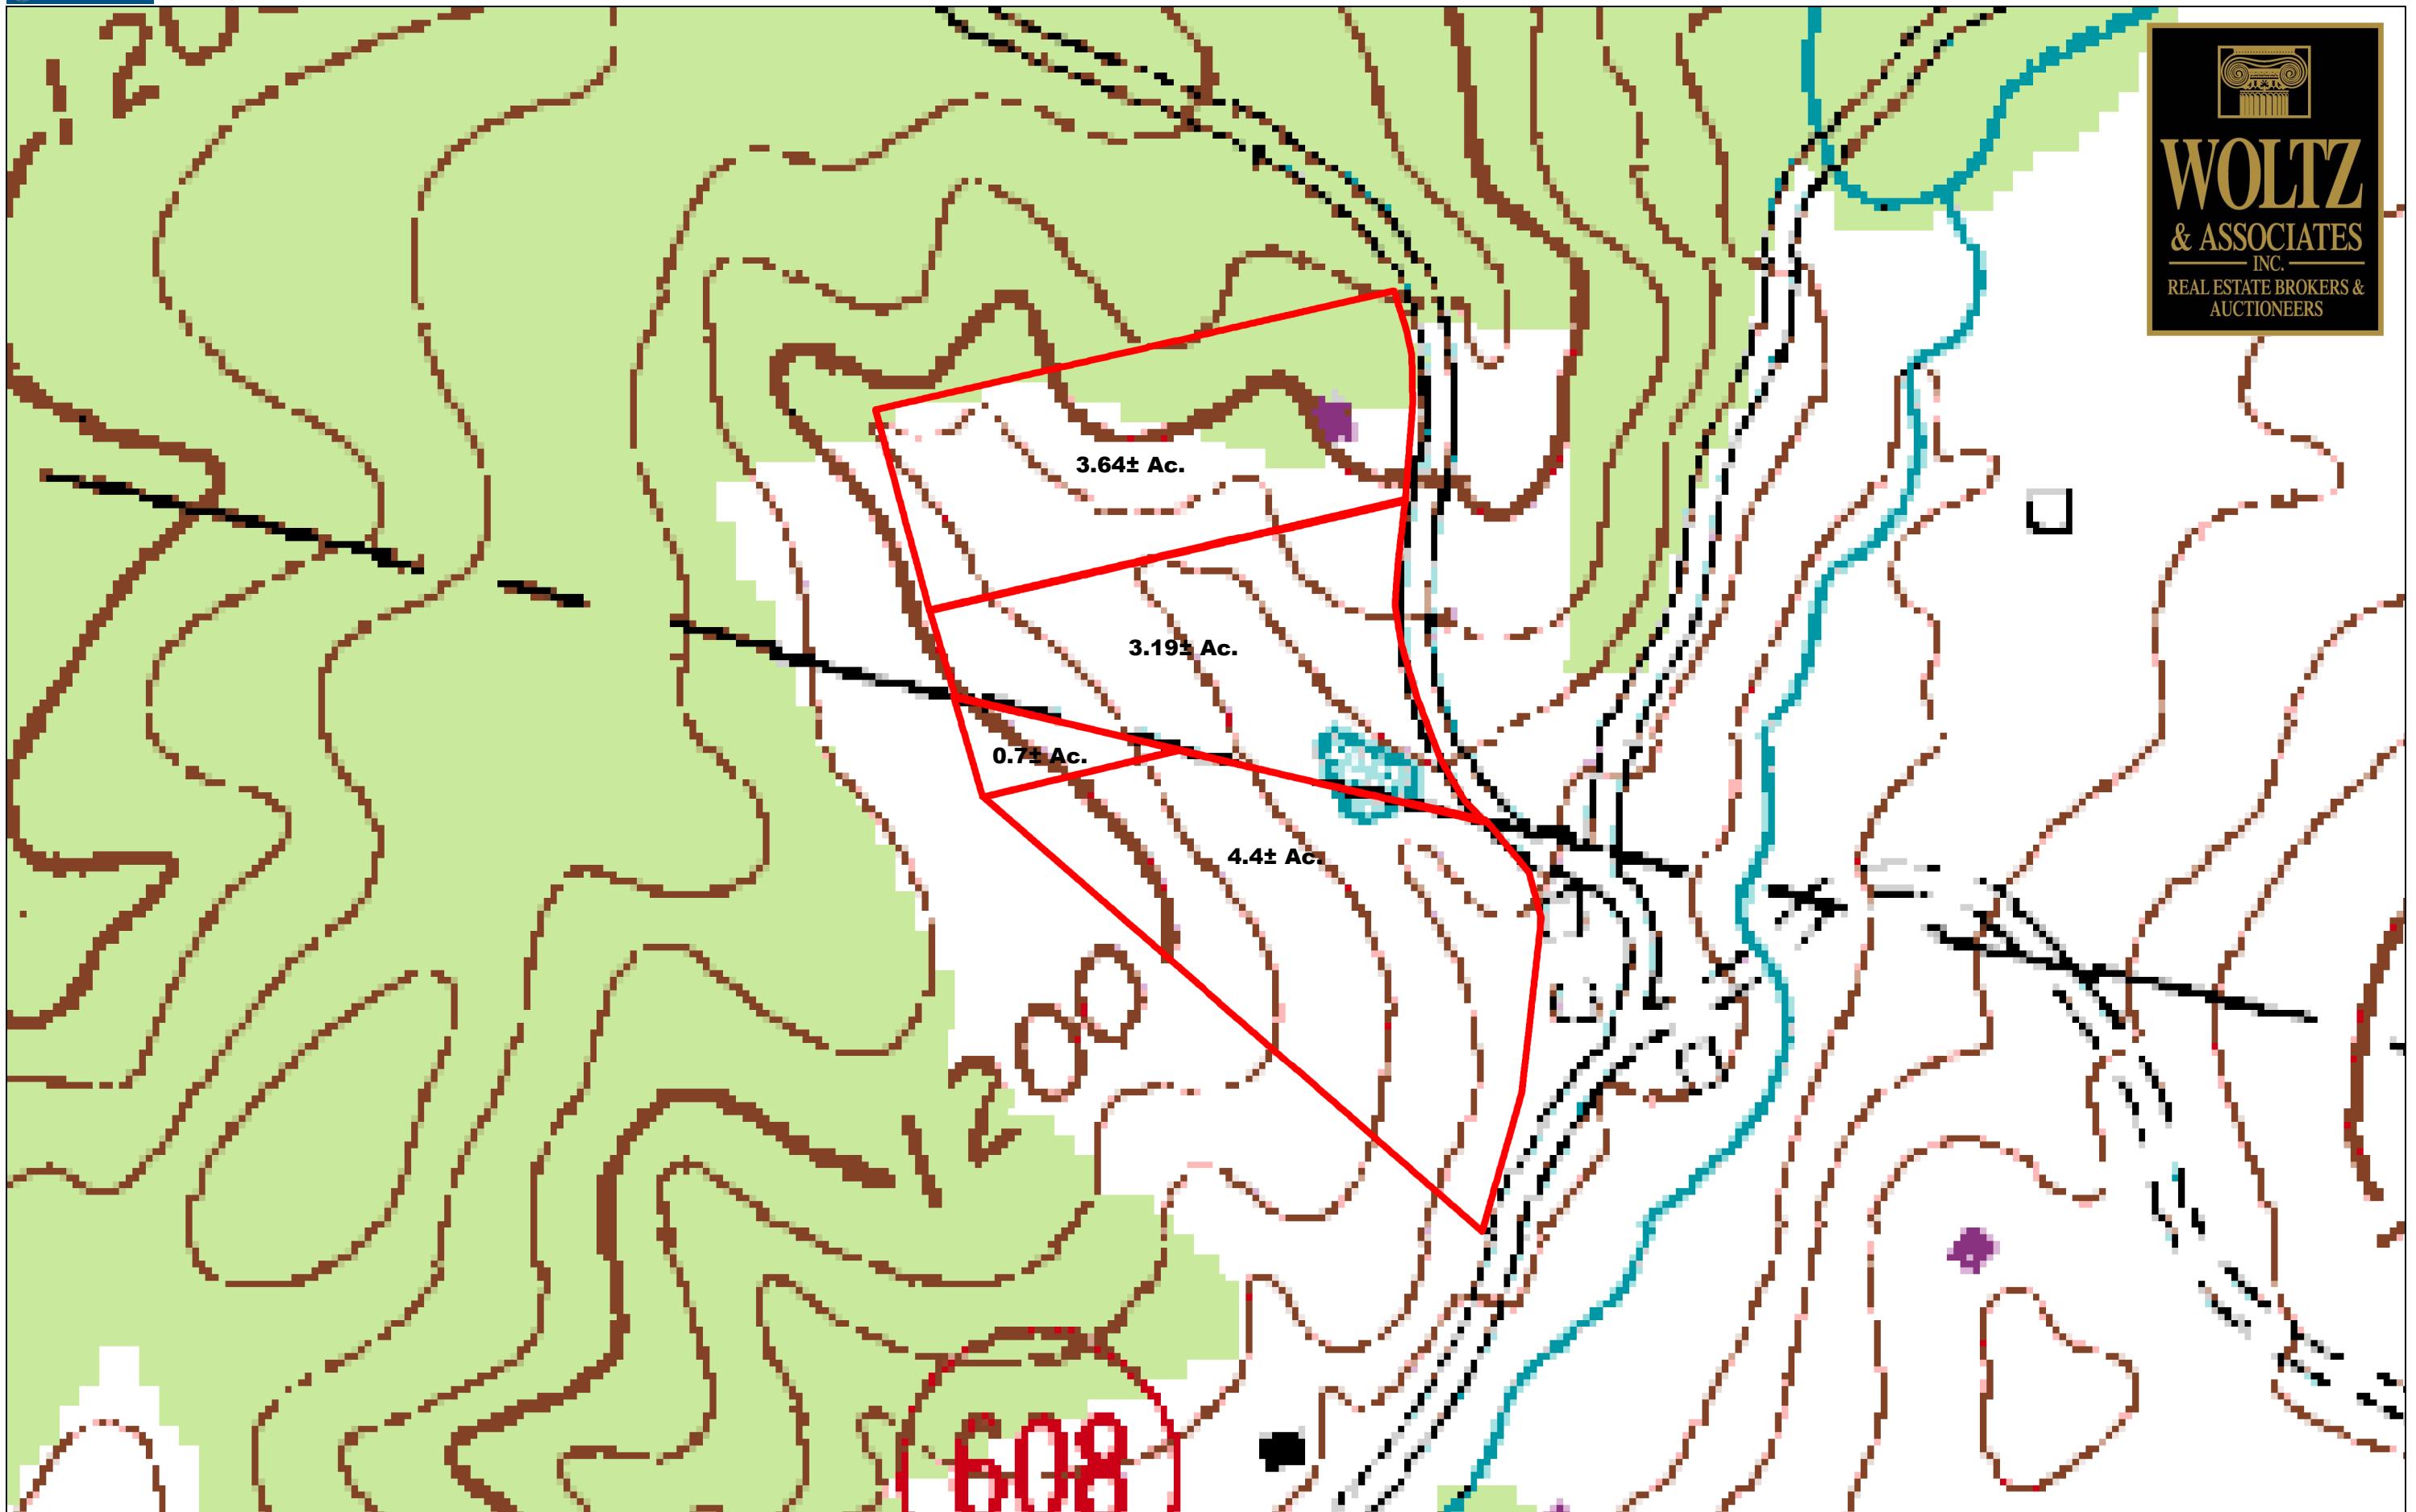 120
WOLTZ
& ASSOCIATES
INC.
REAL ESTATE BROKERS &
AUCTIONEERS
3.64± Ac.
3.19± Ac.
0.7± Ac.
4.4± Ac.
1200
608